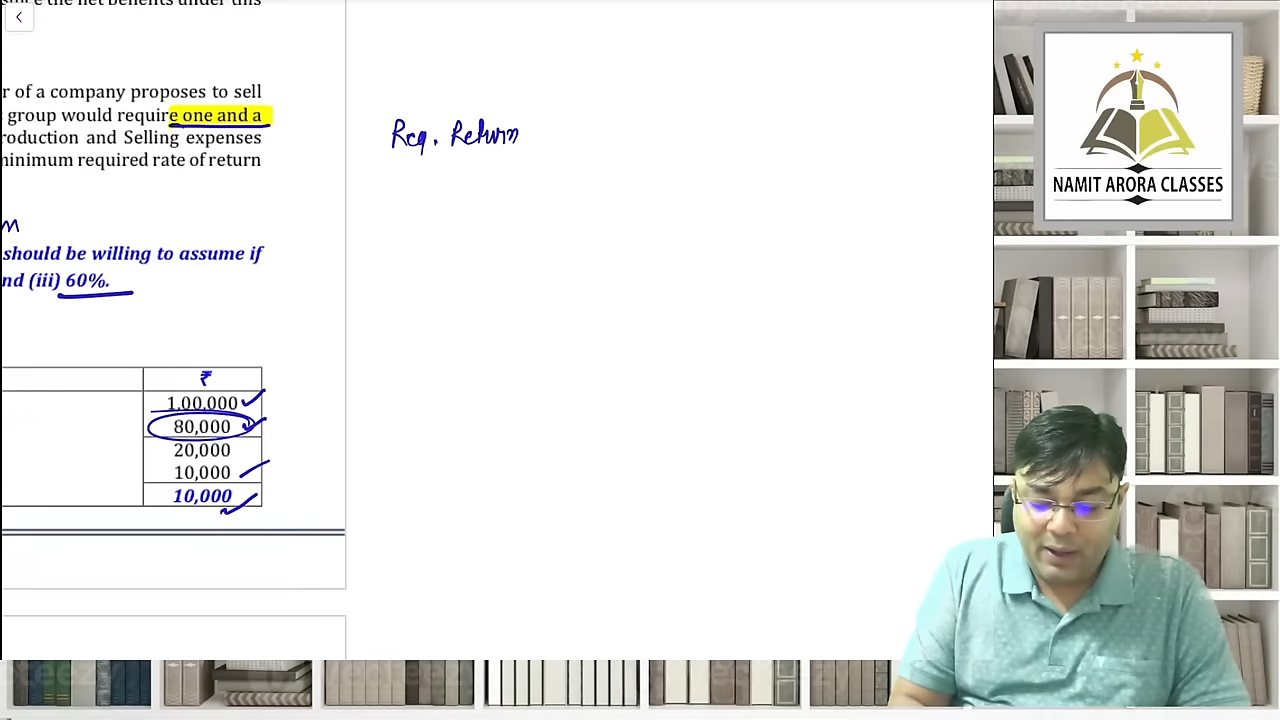 r of a company proposes to sell
group would require one and a
roduction and Selling expenses
minimum required rate of return
m
should be willing to assume if
nd (iii) 60%.
₹
1,00,000
80,000
20,000
10,000
10,000
Req. Return
NAMIT ARORA CLASSES